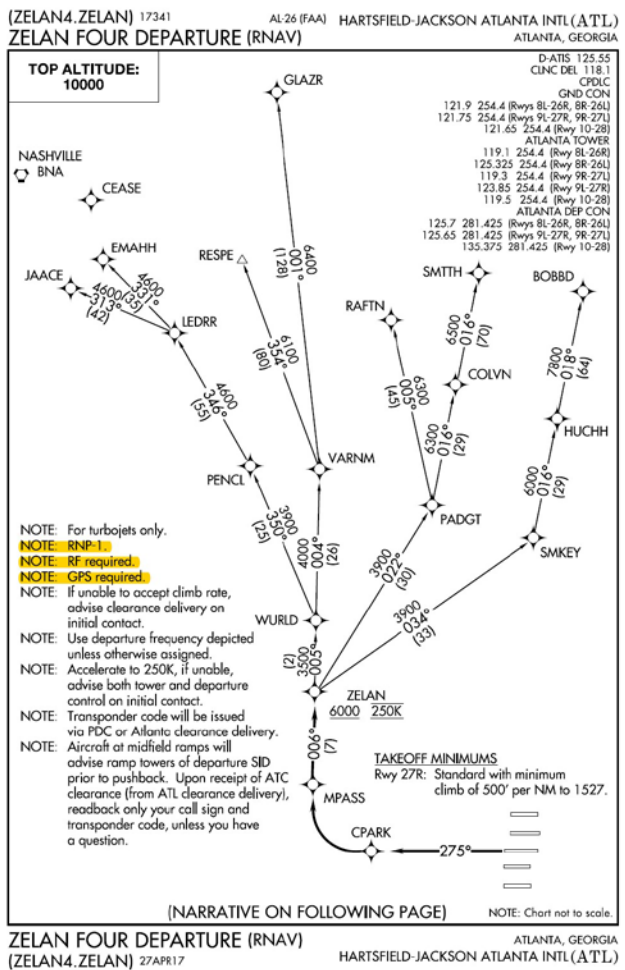 (ZELAN4.ZELAN) 17341
AL-26 (FAA)
HARTSFIELD-JACKSON ATLANTA INTL (ATL)
ZELAN FOUR DEPARTURE (RNAV)
ATLANTA, GEORGIA
TOP ALTITUDE:
10000
D-ATIS 125.55
CLNC DEL 118.1
CPDLC
GND CON
121.9 254.4 (Rwys 8L-26R, 8R-26L)
121.75 254.4 (Rwys 9L-27R, 9R-27L)
121.65 254.4 (Rwy 10-28)
ATLANTA TOWER
119.1 254.4 (Rwy 8L-26R)
125.325 254.4 (Rwy 8R-26L)
119.3 254.4 (Rwy 9R-27L)
123.85 254.4 (Rwy 9L-27R)
119.5 254.4 (Rwy 10-28)
ATLANTA DEP CON
125.7 281.425 (Rwys 8L-26R, 8R-26L)
125.65 281.425 (Rwys 9L-27R, 9R-27L)
135.375 281.425 (Rwy 10-28)
GLAZR
NASHVILLE
BNA
CEASE
EMAHH
JAACE
RESPE
SMTTH
BOBBD
RAFTN
LEDRR
COLVN
HUCHH
PENCL
VARNM
PADGT
SMKEY
WURLD
4600
331°
(35)
4600
313°
(42)
6400
001°
(128)
6100
354°
(80)
4600
346°
(55)
6300
005°
(45)
6500
016°
(70)
7800
018°
(64)
6300
016°
(29)
6000
016°
(29)
3900
350°
(25)
4000
004°
(26)
3900
022°
(30)
3900
034°
(33)
(2)
3500
005°
ZELAN
6000 250K
006°
(7)
MPASS
CPARK
275°
NOTE: For turbojets only.
NOTE: RNP-1.
NOTE: RF required.
NOTE: GPS required.
NOTE: If unable to accept climb rate,
advise clearance delivery on
initial contact.
NOTE: Use departure frequency depicted
unless otherwise assigned.
NOTE: Accelerate to 250K, if unable,
advise both tower and departure
control on initial contact.
NOTE: Transponder code will be issued
via PDC or Atlanta clearance delivery.
NOTE: Aircraft at midfield ramps will
advise ramp towers of departure SID
prior to pushback. Upon receipt of ATC
clearance (from ATL clearance delivery),
readback only your call sign and
transponder code, unless you have
a question.
TAKEOFF MINIMUMS
Rwy 27R: Standard with minimum
climb of 500' per NM to 1527.
(NARRATIVE ON FOLLOWING PAGE)
NOTE: Chart not to scale.
ZELAN FOUR DEPARTURE (RNAV)
ATLANTA, GEORGIA
(ZELAN4.ZELAN) 27APR17
HARTSFIELD-JACKSON ATLANTA INTL (ATL)